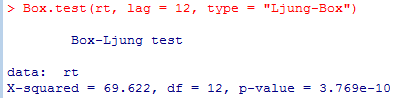 > Box.test(rt, lag = 12, type = "Ljung-Box")
Box-Ljung test
data:  rt
X-squared = 69.622, df = 12, p-value = 3.769e-10